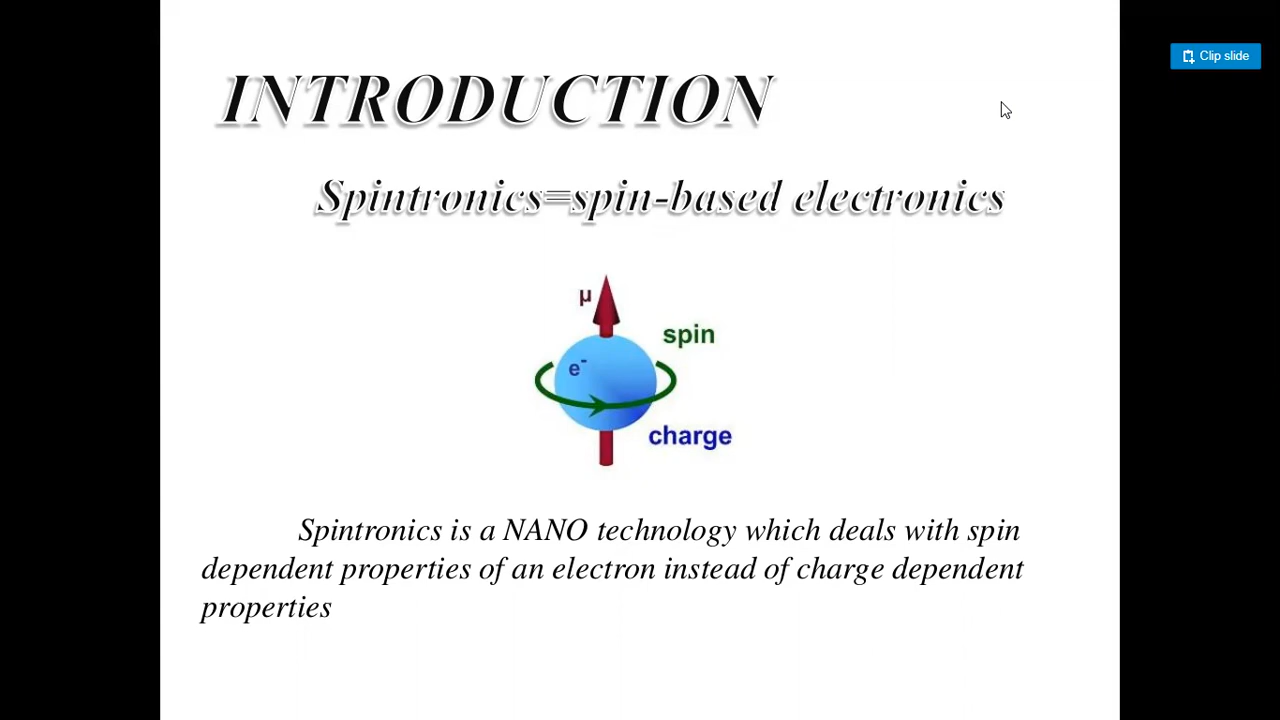 Clip slide
INTRODUCTION
Spintronics=spin-based electronics
μ
spin
e-
charge
Spintronics is a NANO technology which deals with spin
dependent properties of an electron instead of charge dependent
properties